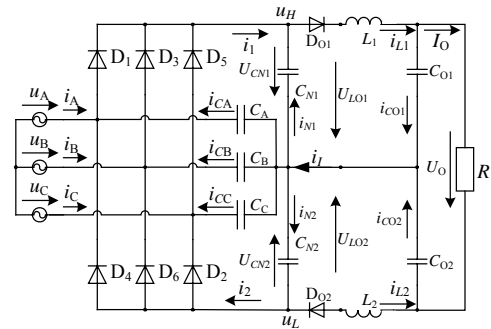 u_H
i_1
D_O1
L_1
i_L1
I_O
D_1
D_3
D_5
U_CN1
C_N1
U_LO1
C_O1
u_A
i_A
i_CA
C_A
i_N1
i_CO1
u_B
i_B
i_CB
C_B
i_I
U_O
R
u_C
i_C
i_CC
C_C
i_N2
i_CO2
D_4
D_6
D_2
U_CN2
C_N2
U_LO2
C_O2
i_2
D_O2
L_2
i_L2
u_L